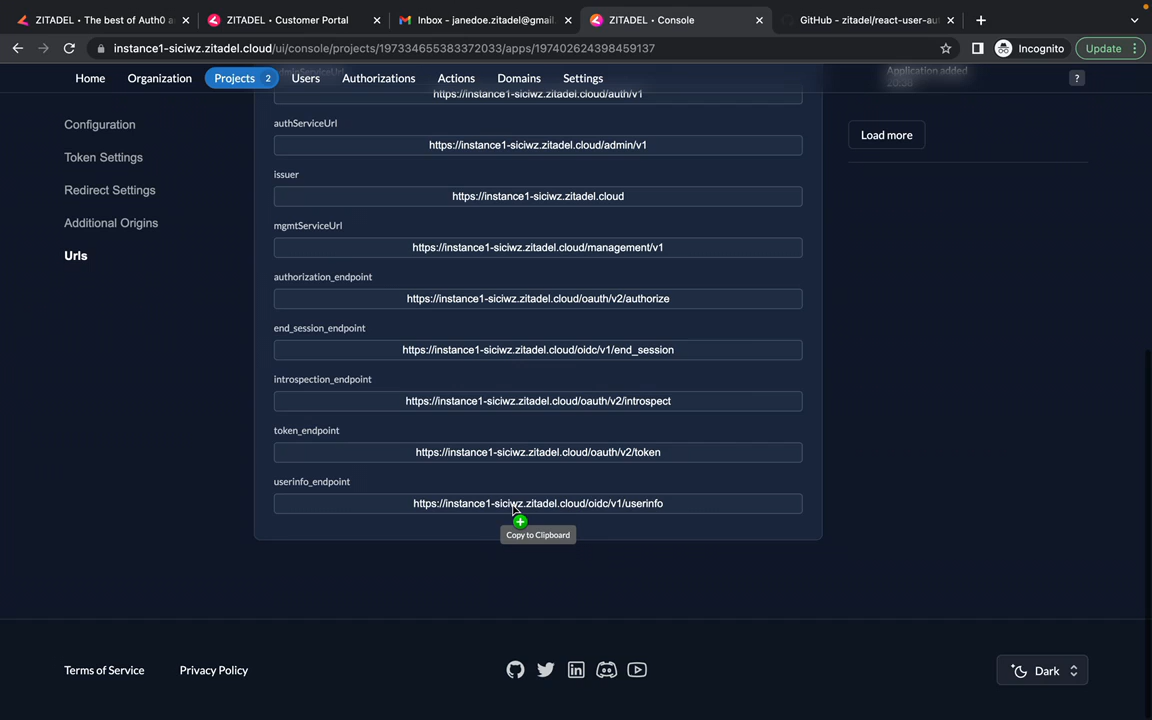 ZITADEL • The best of Auth0 a
ZITADEL • Customer Portal
Inbox - janedoe.zitadel@gmail
ZITADEL • Console
GitHub - zitadel/react-user-au
instance1-siciwz.zitadel.cloud/ui/console/projects/197334655383372033/apps/197402624398459137
Incognito
Update
Home
Organization
Projects 2
Users
Authorizations
Actions
Domains
Settings
?
Configuration
Token Settings
Redirect Settings
Additional Origins
Urls
adminServiceUrl
https://instance1-siciwz.zitadel.cloud/auth/v1
authServiceUrl
https://instance1-siciwz.zitadel.cloud/admin/v1
issuer
https://instance1-siciwz.zitadel.cloud
mgmtServiceUrl
https://instance1-siciwz.zitadel.cloud/management/v1
authorization_endpoint
https://instance1-siciwz.zitadel.cloud/oauth/v2/authorize
end_session_endpoint
https://instance1-siciwz.zitadel.cloud/oidc/v1/end_session
introspection_endpoint
https://instance1-siciwz.zitadel.cloud/oauth/v2/introspect
token_endpoint
https://instance1-siciwz.zitadel.cloud/oauth/v2/token
userinfo_endpoint
https://instance1-siciwz.zitadel.cloud/oidc/v1/userinfo
Copy to Clipboard
Application added
Load more
Terms of Service
Privacy Policy
Dark